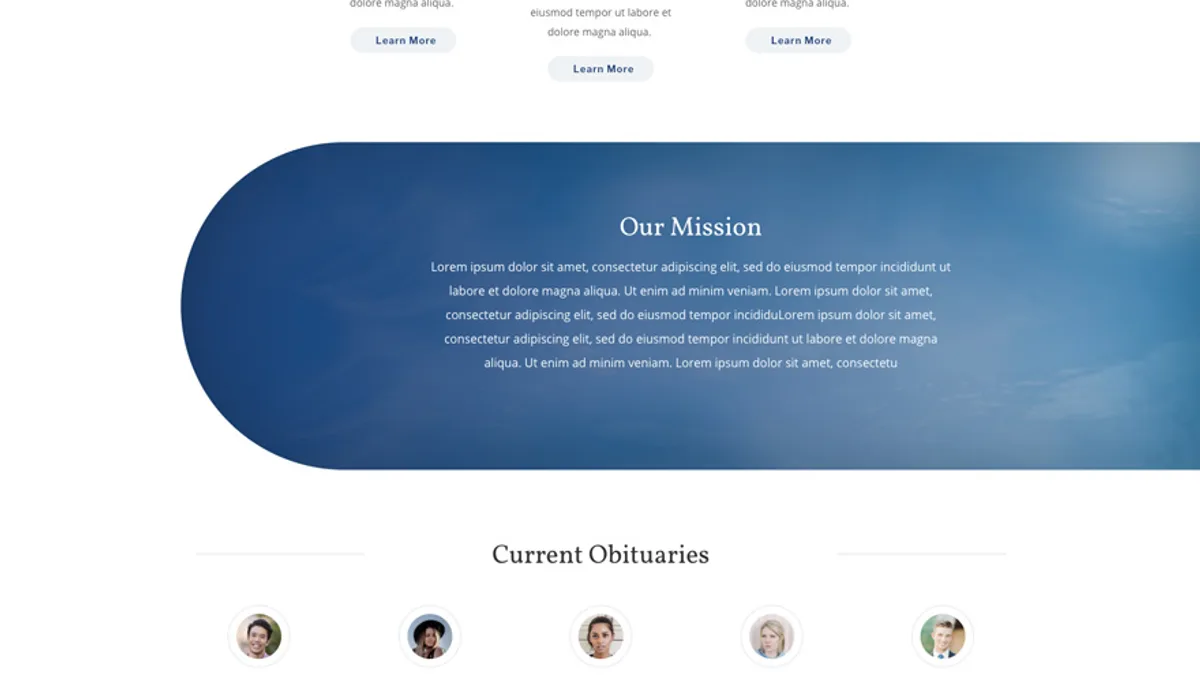 dolore magna aliqua.
eiusmod tempor ut labore et
dolore magna aliqua.
dolore magna aliqua.
Learn More
Learn More
Learn More
Our Mission
Lorem ipsum dolor sit amet, consectetur adipiscing elit, sed do eiusmod tempor incididunt ut
labore et dolore magna aliqua. Ut enim ad minim veniam. Lorem ipsum dolor sit amet,
consectetur adipiscing elit, sed do eiusmod tempor incididuLorem ipsum dolor sit amet,
consectetur adipiscing elit, sed do eiusmod tempor incididunt ut labore et dolore magna
aliqua. Ut enim ad minim veniam. Lorem ipsum dolor sit amet, consectetu
Current Obituaries